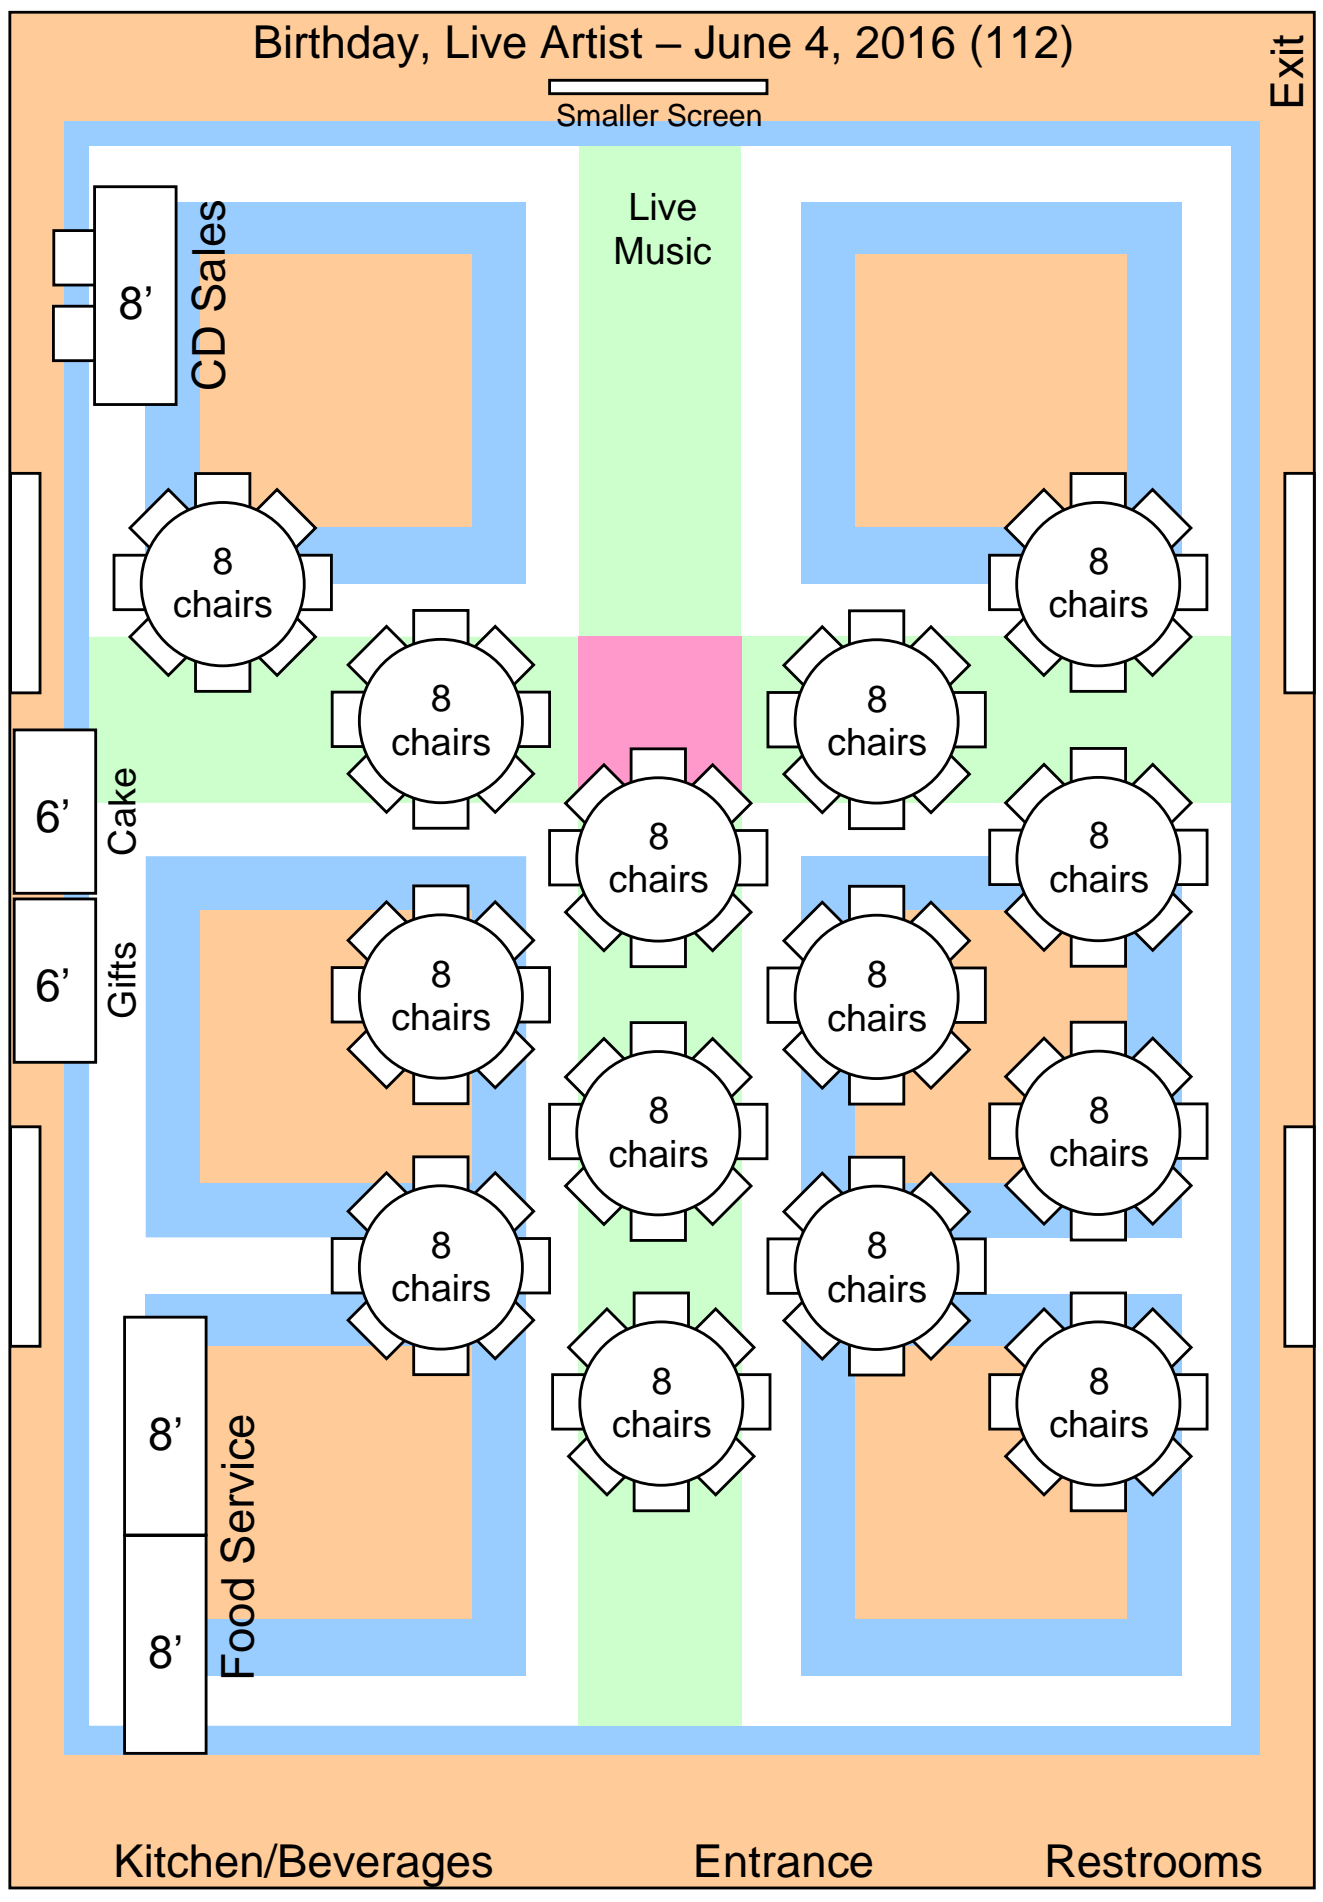 Birthday, Live Artist – June 4, 2016 (112)
Exit
Smaller Screen
Live
Music
8’
CD Sales
8
chairs
8
chairs
8
chairs
8
chairs
6’
Cake
8
chairs
8
chairs
6’
Gifts
8
chairs
8
chairs
8
chairs
8
chairs
8
chairs
8
chairs
8’
Food Service
8
chairs
8
chairs
8’
Kitchen/Beverages
Entrance
Restrooms